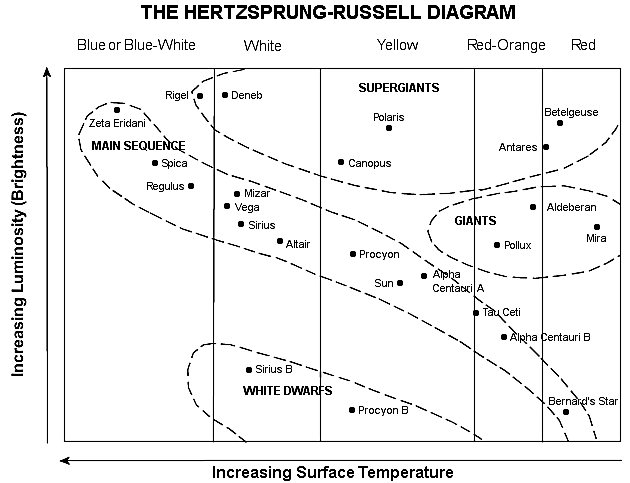 THE HERTZSPRUNG-RUSSELL DIAGRAM
Blue or Blue-White
White
Yellow
Red-Orange
Red
Increasing Luminosity (Brightness)
Rigel
Deneb
SUPERGIANTS
Zeta Eridani
Polaris
Betelgeuse
MAIN SEQUENCE
Antares
Spica
Canopus
Regulus
Mizar
Vega
Aldeberan
Sirius
GIANTS
Altair
Pollux
Mira
Procyon
Sun
Alpha
Centauri A
Tau Ceti
Alpha Centauri B
Sirius B
WHITE DWARFS
Procyon B
Bernard's Star
Increasing Surface Temperature